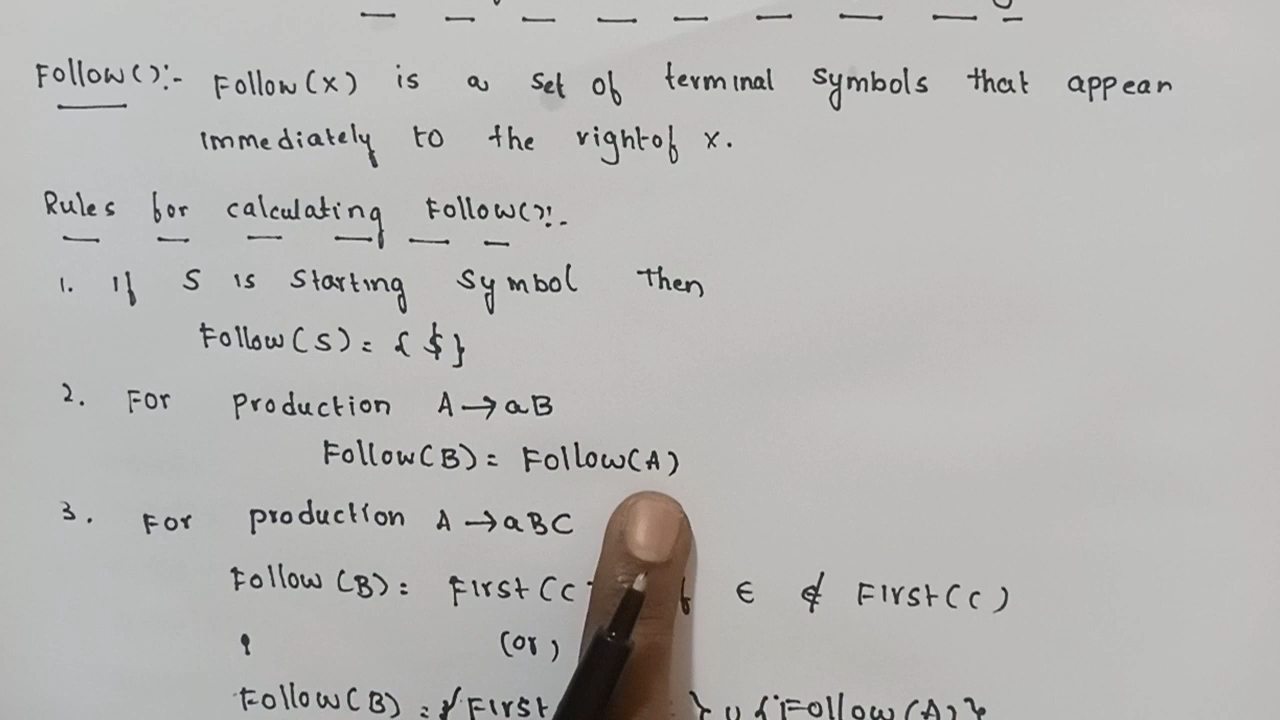 Follow():- Follow(x) is a set of terminal symbols that appear
immediately to the right of x.
Rules for calculating Follow():-
1. If S is starting symbol then
Follow(S) = {$}
2. For production A→aB
Follow(B) = Follow(A)
3. For production A→aBC
Follow(B) = First(C ∈ ∉ First(C)
(or)
Follow(B) = {First } ∪ {Follow(A)}